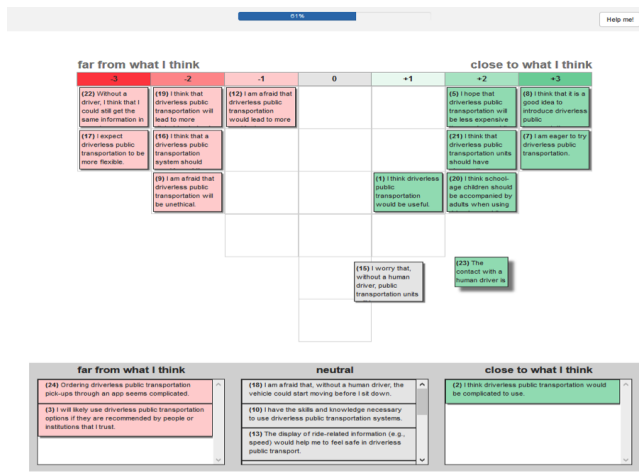 61%
Help me!
far from what I think
close to what I think
-3
-2
-1
0
+1
+2
+3
(22) Without a
driver, I think that I
could still get the
same information in
(19) I think that
driverless public
transportation will
lead to more
(12) I am afraid that
driverless public
transportation
would lead to more
(5) I hope that
driverless public
transportation will
be less expensive
(8) I think that it is a
good idea to
introduce driverless
public
(17) I expect
driverless public
transportation to be
more flexible.
(16) I think that a
driverless public
transportation
system should
(21) I think that
driverless public
transportation units
should have
(7) I am eager to try
driverless public
transportation.
(9) I am afraid that
driverless public
transportation will
be unethical.
(1) I think driverless
public
transportation
would be useful.
(20) I think school-
age children should
be accompanied by
adults when using
(15) I worry that,
without a human
driver, public
transportation units
(23) The
contact with a
human driver is
far from what I think
neutral
close to what I think
(24) Ordering driverless public transportation
pick-ups through an app seems complicated.
(3) I will likely use driverless public transportation
options if they are recommended by people or
institutions that I trust.
(18) I am afraid that, without a human driver, the
vehicle could start moving before I sit down.
(10) I have the skills and knowledge necessary
to use driverless public transportation systems.
(13) The display of ride-related information (e.g.,
speed) would help me to feel safe in driverless
public transport.
(2) I think driverless public transportation would
be complicated to use.